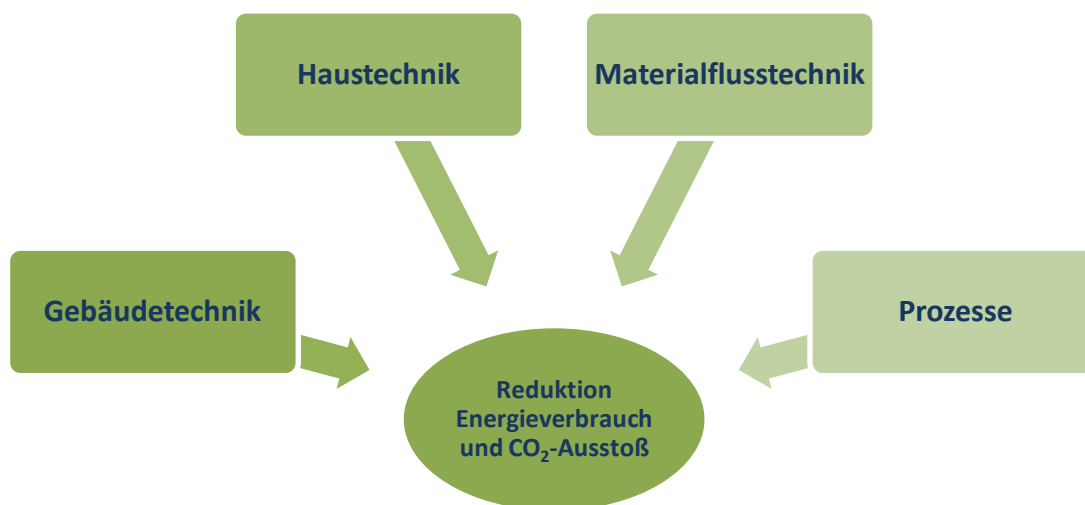 Haustechnik
Materialflusstechnik
Gebäudetechnik
Prozesse
Reduktion
Energieverbrauch
und CO₂-Ausstoß